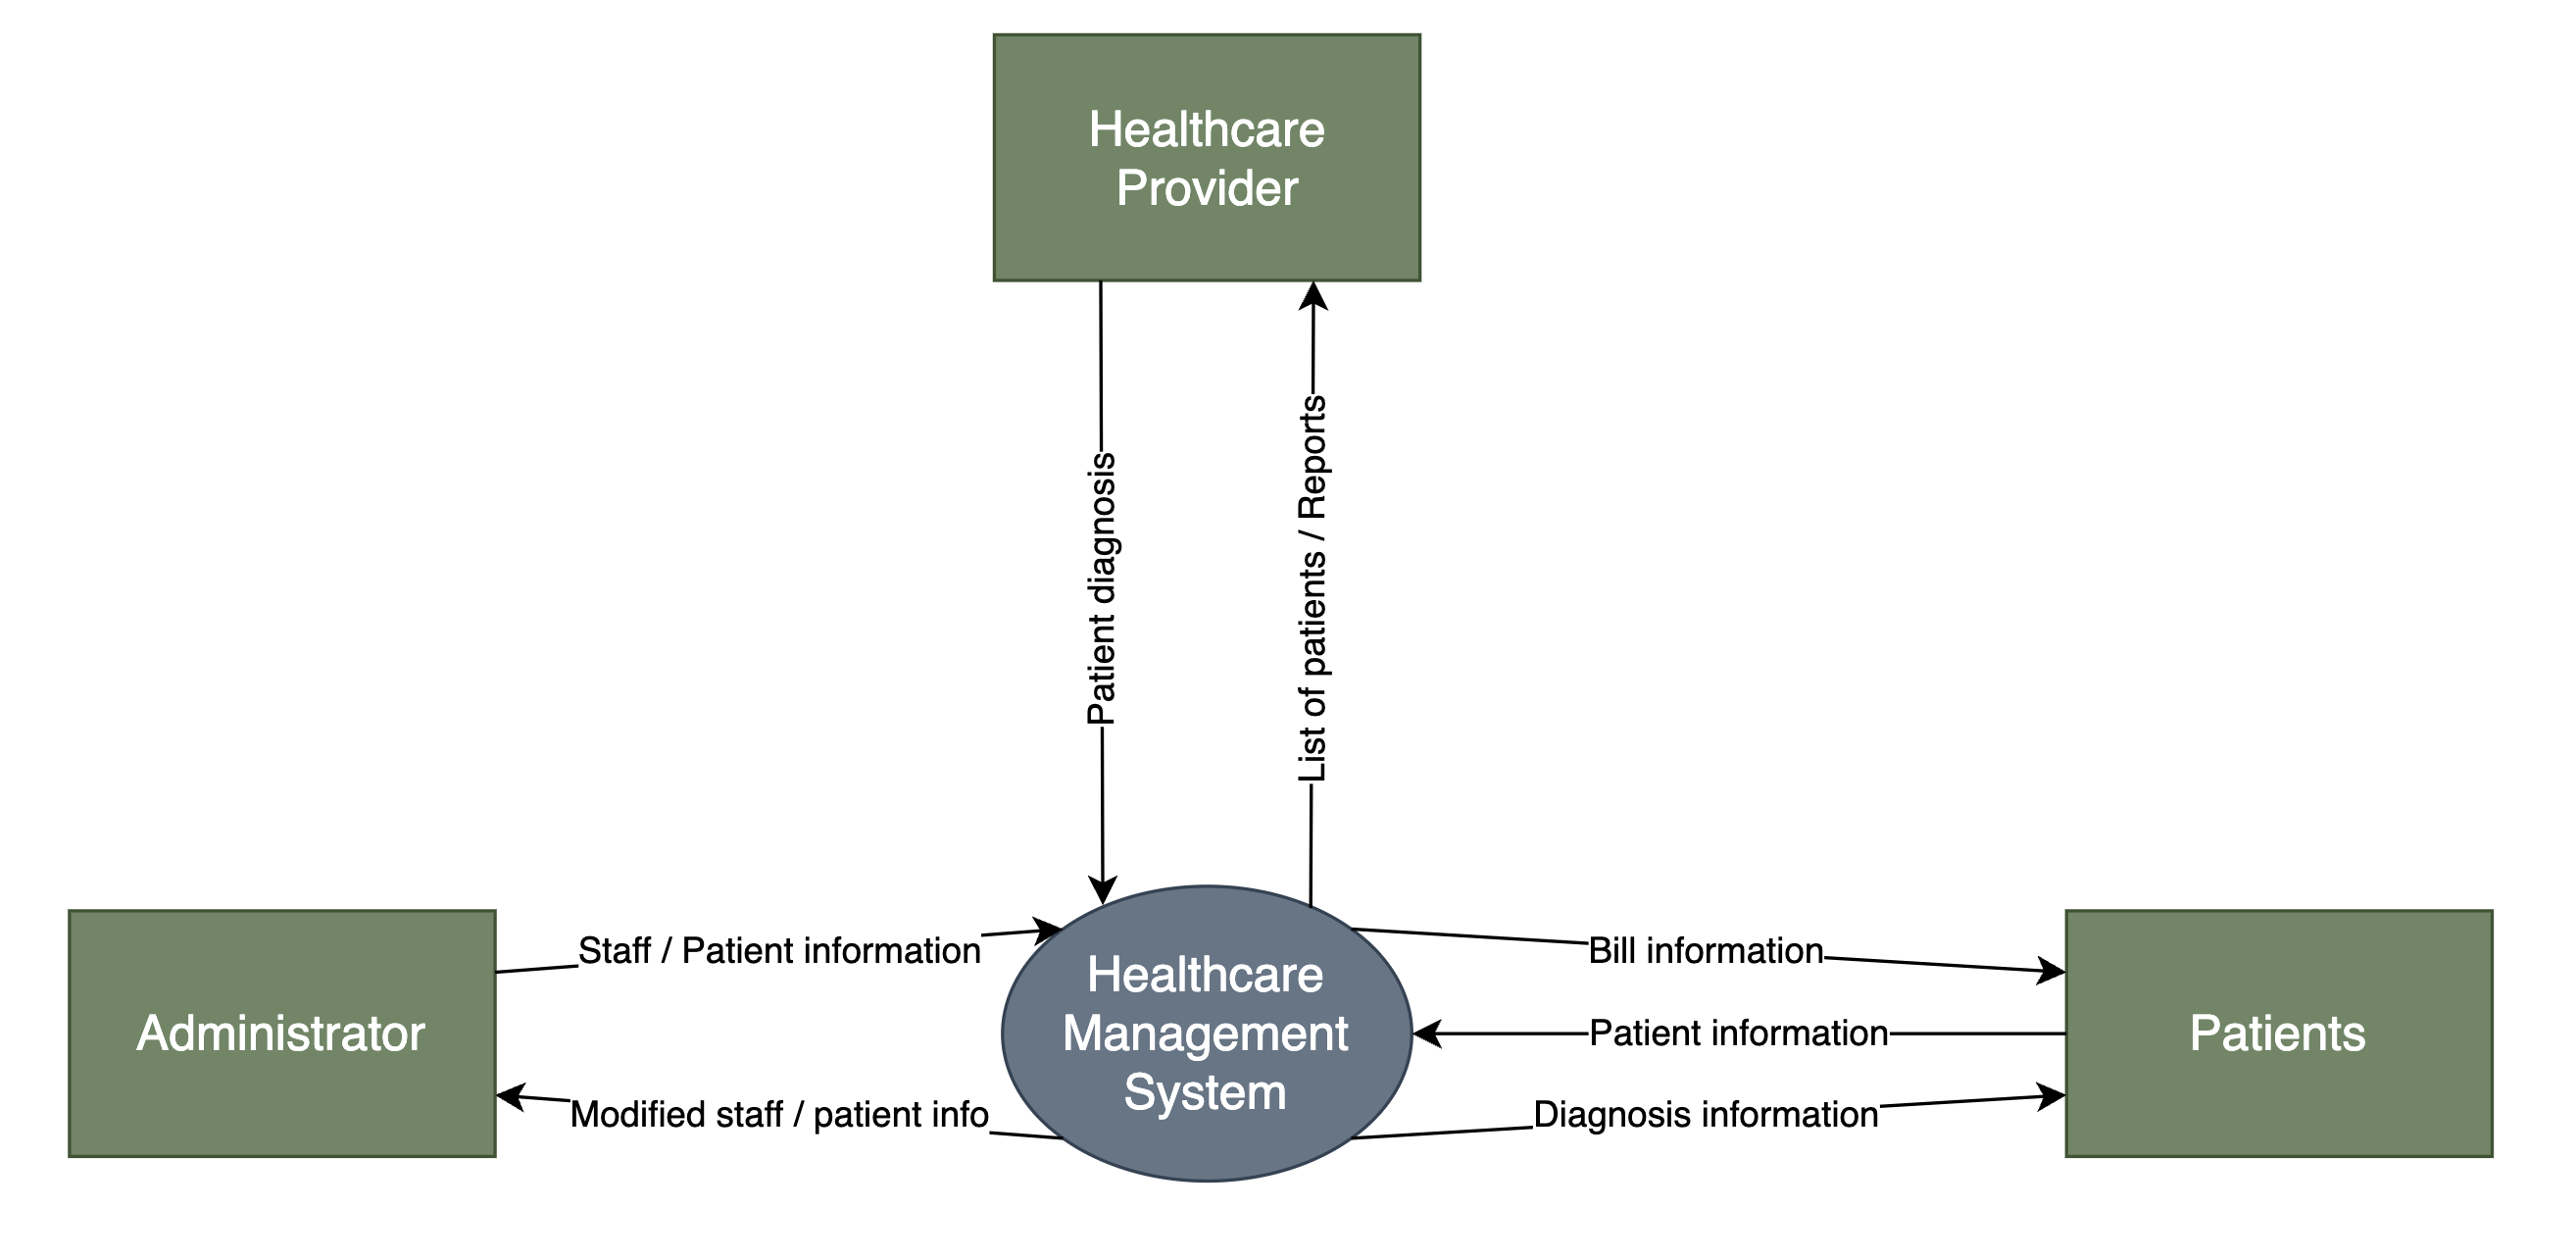 Healthcare
Provider
Patient diagnosis
List of patients / Reports
Staff / Patient information
Bill information
Healthcare
Management
System
Administrator
Patient information
Patients
Modified staff / patient info
Diagnosis information